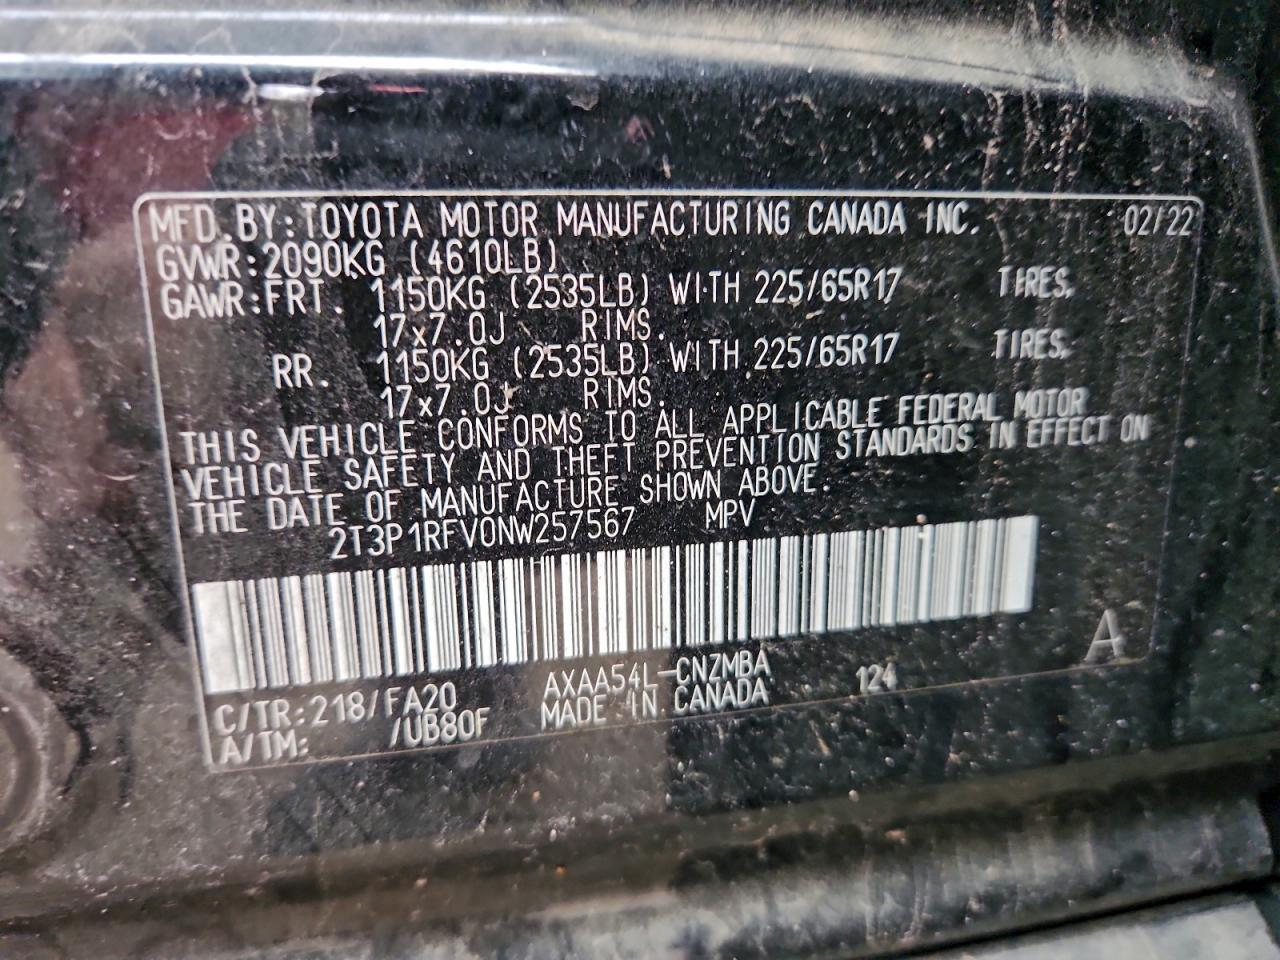 MFD. BY: TOYOTA MOTOR MANUFACTURING CANADA INC. 02/22
GVWR: 2090KG (4610LB)
GAWR: FRT. 1150KG (2535LB) WITH 225/65R17 TIRES,
17x7.0J RIMS.
RR. 1150KG (2535LB) WITH 225/65R17 TIRES,
17x7.0J RIMS.
THIS VEHICLE CONFORMS TO ALL APPLICABLE FEDERAL MOTOR
VEHICLE SAFETY AND THEFT PREVENTION STANDARDS IN EFFECT ON
THE DATE OF MANUFACTURE SHOWN ABOVE.
2T3P1RFV0NW257567 MPV
C/TR: 218/FA20 AXAA54L-CNZMBA 124 A
A/TM: /UB80F MADE IN CANADA